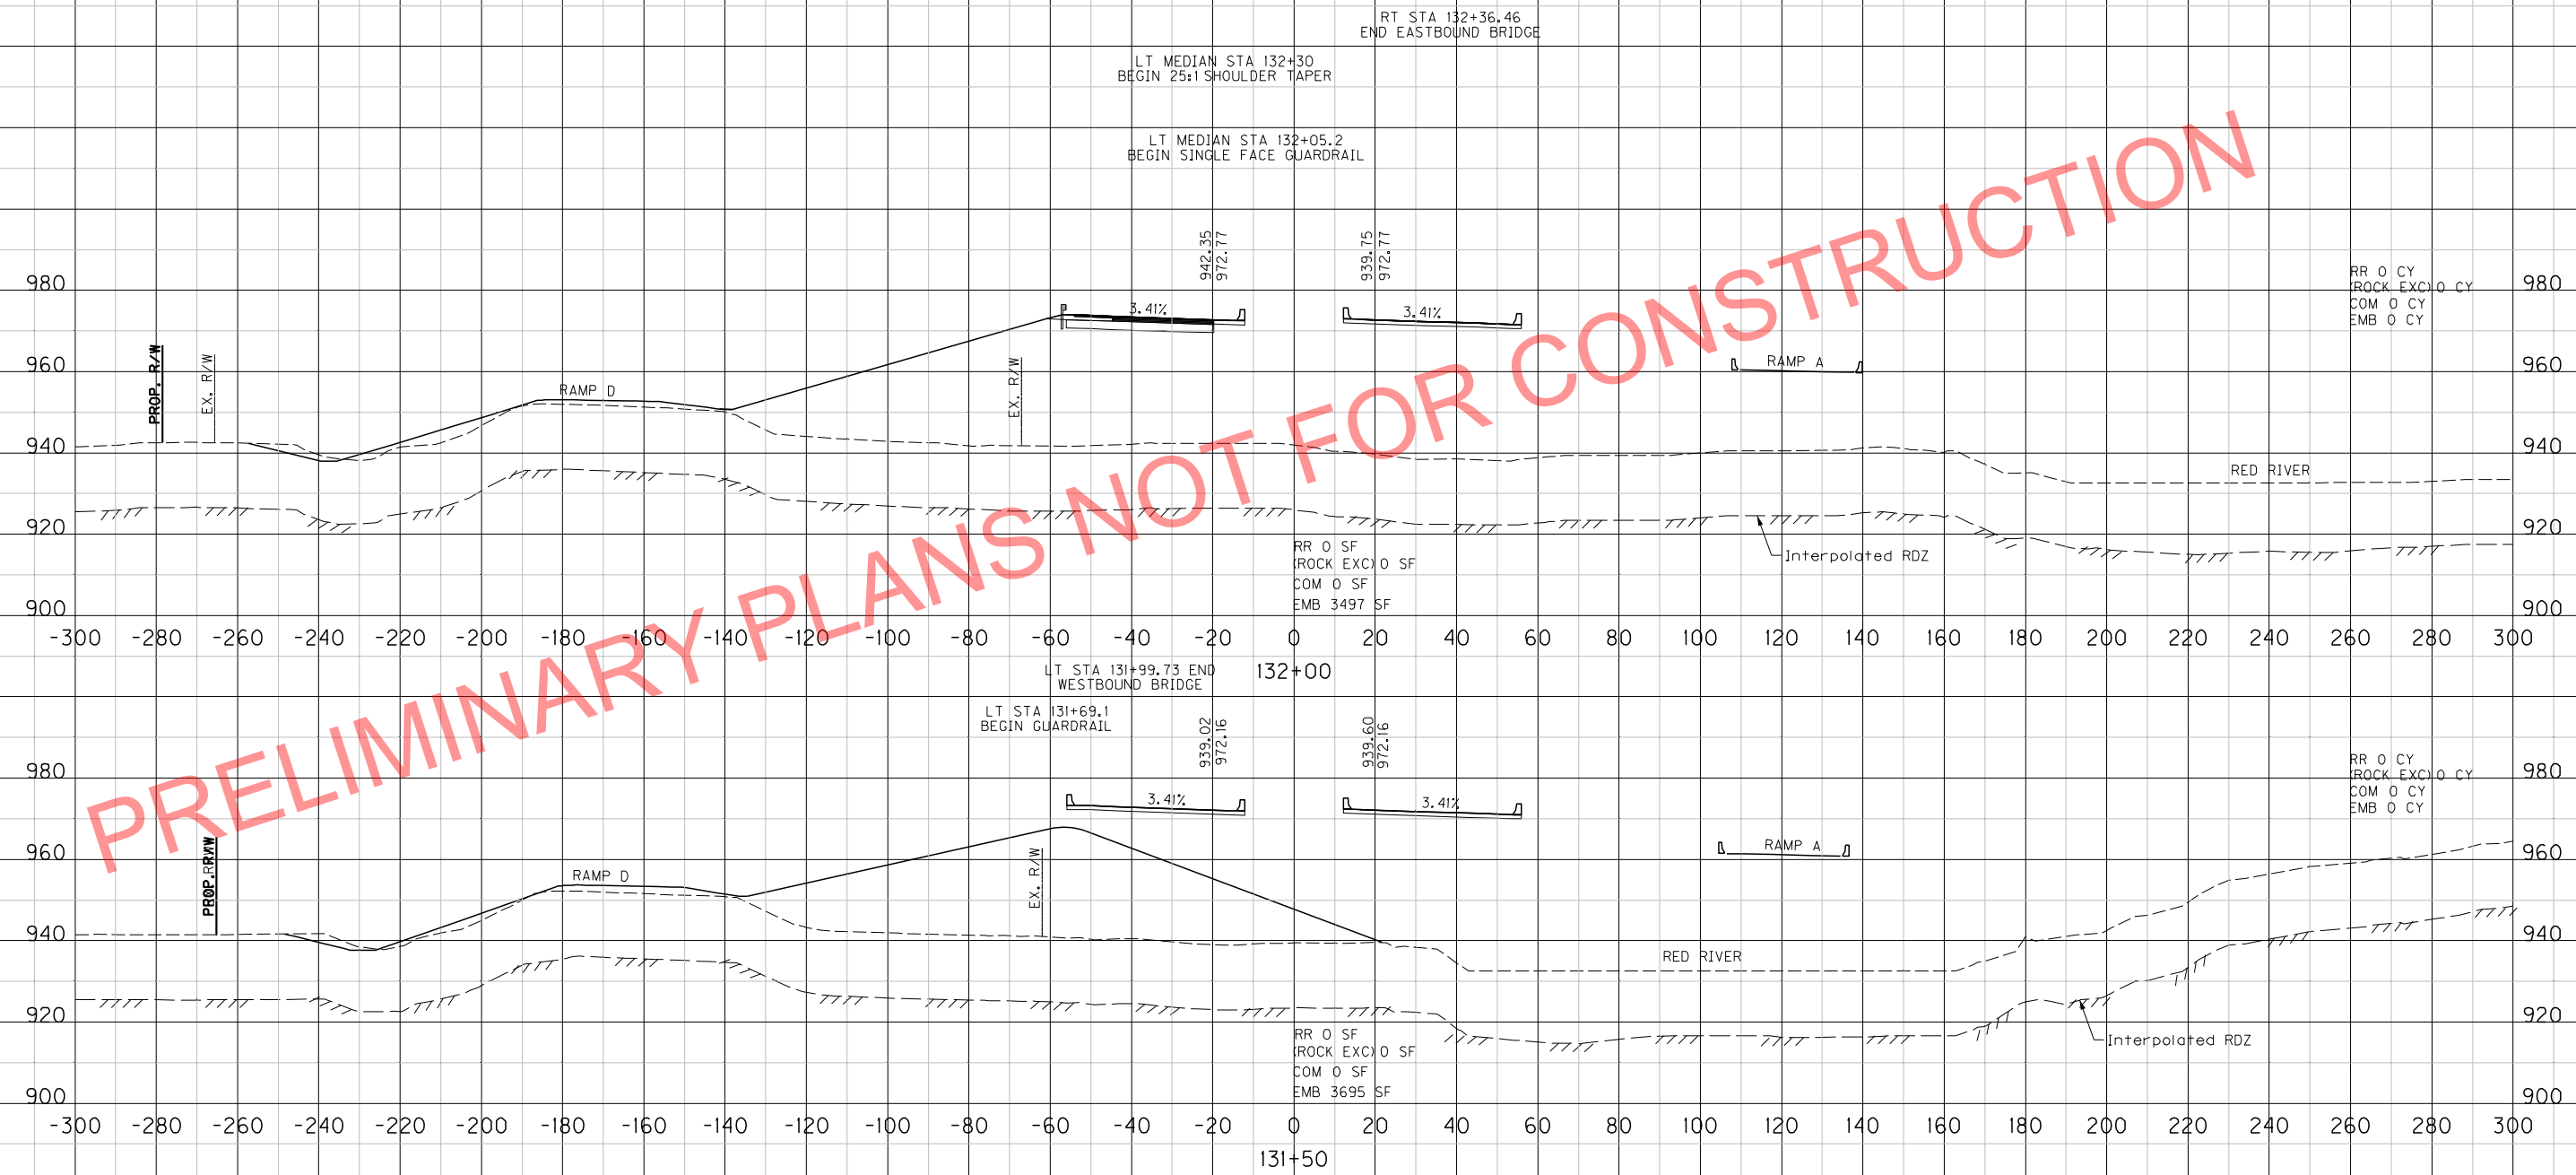 RT STA 132+36.46
END EASTBOUND BRIDGE
LT MEDIAN STA 132+30
BEGIN 25:1 SHOULDER TAPER
LT MEDIAN STA 132+05.2
BEGIN SINGLE FACE GUARDRAIL
942.35
972.77
939.75
972.77
980
980
RR 0 CY
(ROCK EXC) 0 CY
COM 0 CY
EMB 0 CY
3.41%
3.41%
PROP. R/W
EX. R/W
EX. R/W
960
RAMP A
960
RAMP D
940
940
RED RIVER
920
920
Interpolated RDZ
RR 0 SF
(ROCK EXC) 0 SF
COM 0 SF
EMB 3497 SF
900
900
-300 -280 -260 -240 -220 -200 -180 -160 -140 -120 -100 -80 -60 -40 -20 0 20 40 60 80 100 120 140 160 180 200 220 240 260 280 300
132+00
PRELIMINARY PLANS NOT FOR CONSTRUCTION
LT STA 131+99.73 END
WESTBOUND BRIDGE
LT STA 131+69.1
BEGIN GUARDRAIL
939.02
972.16
939.60
972.16
980
980
RR 0 CY
(ROCK EXC) 0 CY
COM 0 CY
EMB 0 CY
3.41%
3.41%
PROP. R/W
EX. R/W
960
RAMP A
960
RAMP D
940
940
RED RIVER
920
920
Interpolated RDZ
RR 0 SF
(ROCK EXC) 0 SF
COM 0 SF
EMB 3695 SF
900
900
-300 -280 -260 -240 -220 -200 -180 -160 -140 -120 -100 -80 -60 -40 -20 0 20 40 60 80 100 120 140 160 180 200 220 240 260 280 300
131+50